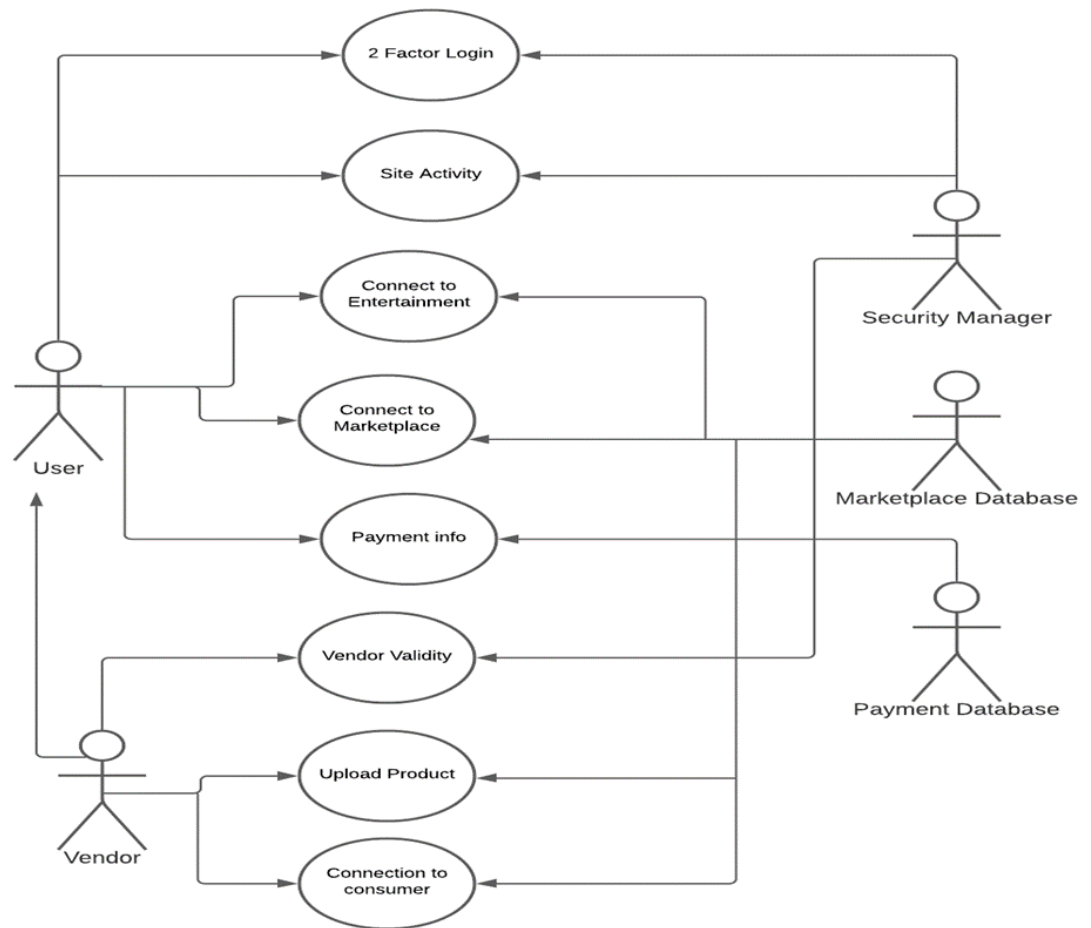 2 Factor Login
Site Activity
Connect to
Entertainment
Security Manager
Connect to
Marketplace
User
Marketplace Database
Payment info
Vendor Validity
Payment Database
Upload Product
Vendor
Connection to
consumer